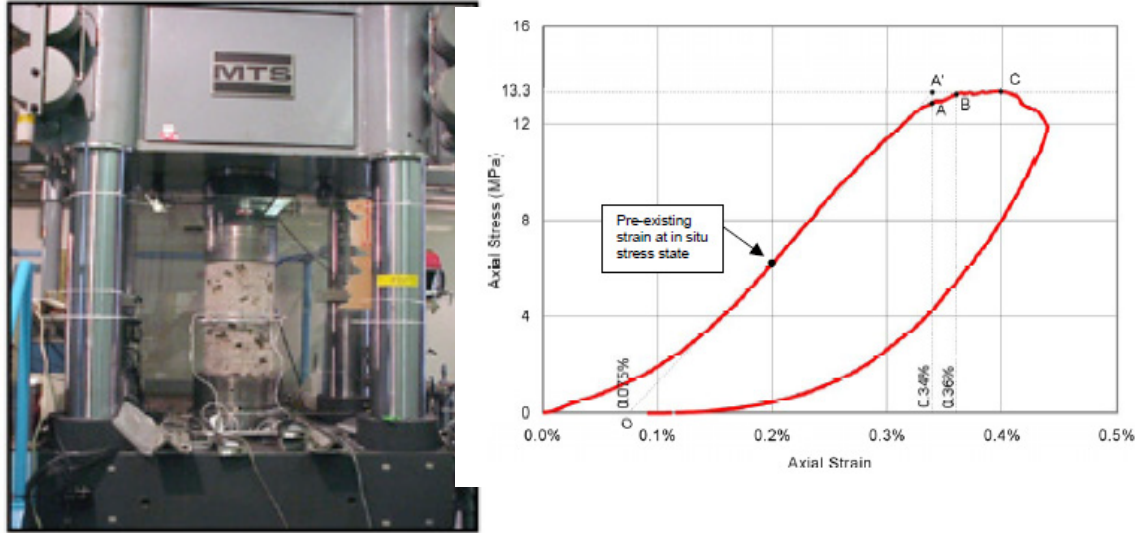 MTS
16
13.3
12
8
4
0
Axial Stress (MPa)
A'
C
A
B
Pre-existing
strain at in situ
stress state
0.075%
0.34%
0.36%
O
0.0%
0.1%
0.2%
0.3%
0.4%
0.5%
Axial Strain